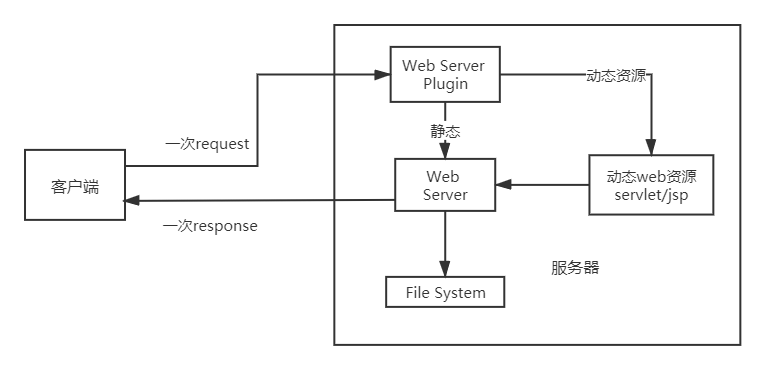 Web Server
Plugin
动态资源
静态
一次request
客户端
Web
Server
动态web资源
servlet/jsp
一次response
服务器
File System